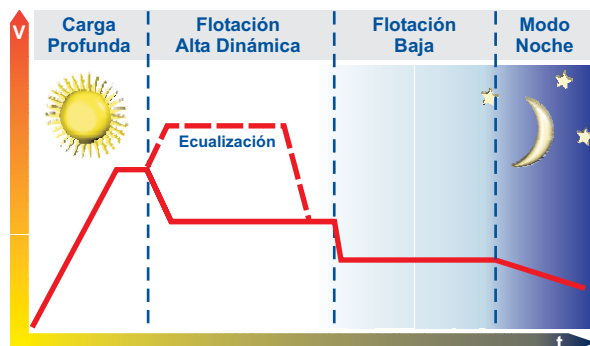 V
Carga
Profunda
Flotación
Alta Dinámica
Flotación
Baja
Modo
Noche
Ecualización
t